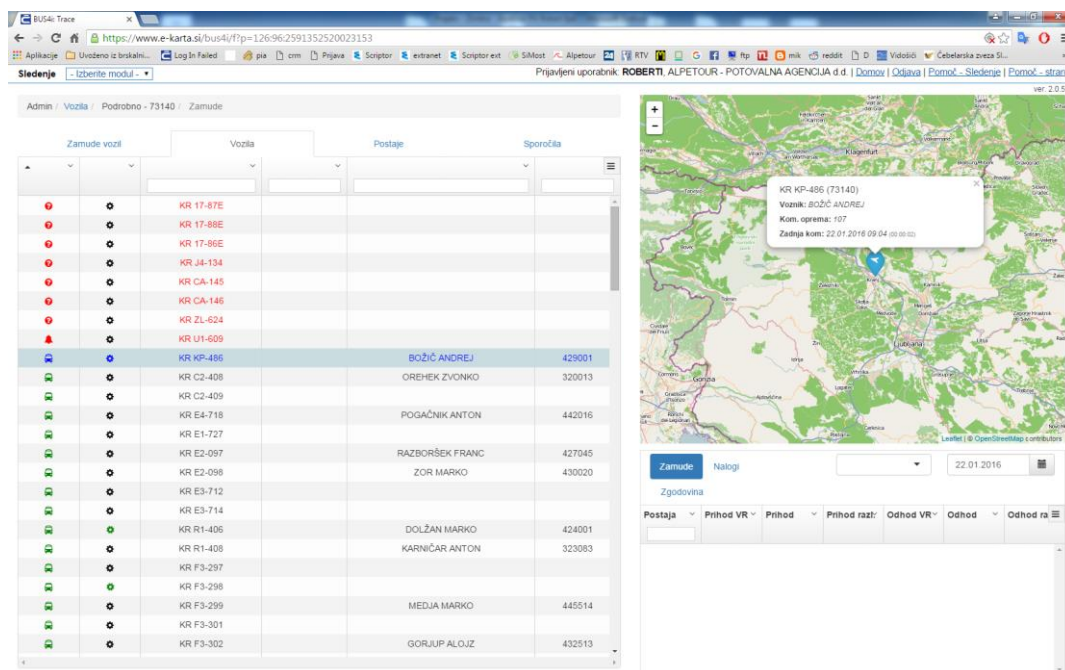 BUS4i: Trace
https://www.e-karta.si/bus4i/f?p=126:96:2591352520023153
Aplikacije Uvoženo iz brskalni... Log In Failed pia crm Prijava Scriptor extranet Scriptor ext SiMost Alpetour RTV ftp mik reddit D Vidošiči Čebelarska zveza Sl...
Sledenje - Izberite modul -
Prijavljeni uporabnik: ROBERTI, ALPETOUR - POTOVALNA AGENCIJA d.d. | Domov | Odjava | Pomoč - Sledenje | Pomoč - stran
ver. 2.0.5
Admin / Vozila / Podrobno - 73140 / Zamude
Zamude vozil Vozila Postaje Sporočila
KR 17-87E
KR 17-88E
KR 17-86E
KR J4-134
KR CA-145
KR CA-146
KR ZL-624
KR U1-609
KR KP-486 BOŽIČ ANDREJ 429001
KR C2-408 OREHEK ZVONKO 320013
KR C2-409
KR E4-718 POGAČNIK ANTON 442016
KR E1-727
KR E2-097 RAZBORŠEK FRANC 427045
KR E2-098 ZOR MARKO 430020
KR E3-712
KR E3-714
KR R1-406 DOLŽAN MARKO 424001
KR R1-408 KARNIČAR ANTON 323083
KR F3-297
KR F3-298
KR F3-299 MEDJA MARKO 445514
KR F3-301
KR F3-302 GORJUP ALOJZ 432513
+
-
Klagenfurt
KR KP-486 (73140)
Voznik: BOŽIČ ANDREJ
Kom. oprema: 107
Zadnja kom: 22.01.2016 09:04 (00:00:02)
Kranj
Ljubljana
Gorizia
Leaflet | © OpenStreetMap contributors
Zamude Nalogi 22.01.2016
Zgodovina
Postaja Prihod VR Prihod Prihod razl Odhod VR Odhod Odhod ra